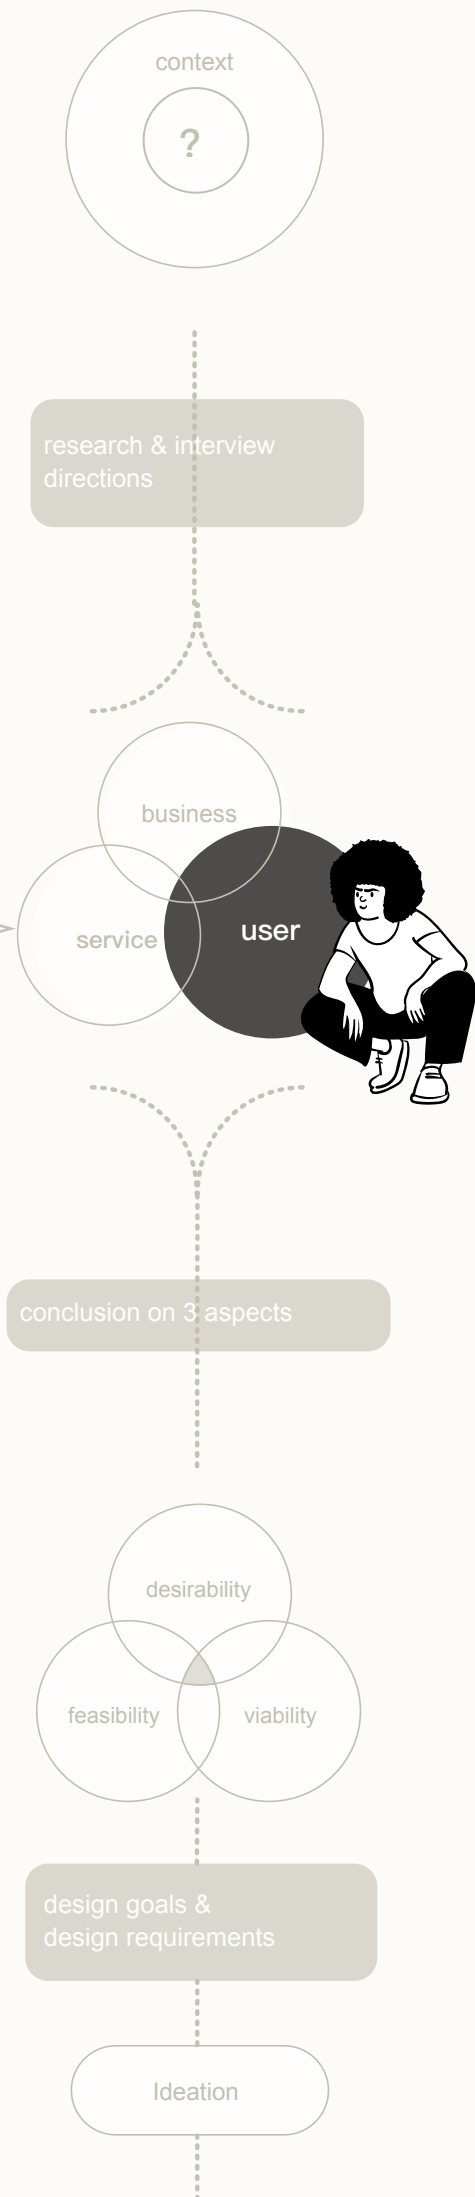 context
?
research & interview
directions
business
user
service
conclusion on 3 aspects
desirability
feasibility
viability
design goals &
design requirements
Ideation